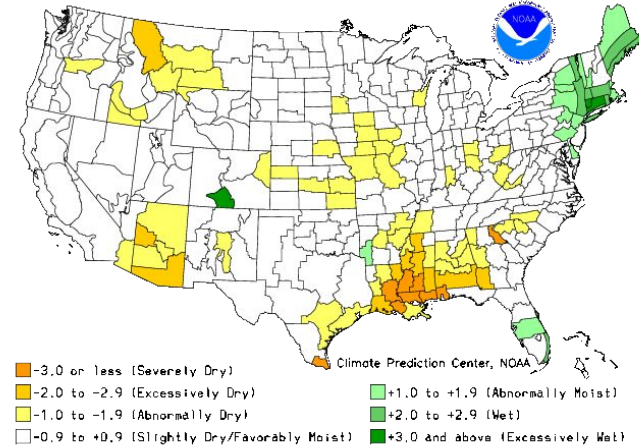 NOAA
Climate Prediction Center, NOAA
-3.0 or less (Severely Dry)
-2.0 to -2.9 (Excessively Dry)
-1.0 to -1.9 (Abnormally Dry)
-0.9 to +0.9 (Slightly Dry/Favorably Moist)
+1.0 to +1.9 (Abnormally Moist)
+2.0 to +2.9 (Wet)
+3.0 and above (Excessively Wet)